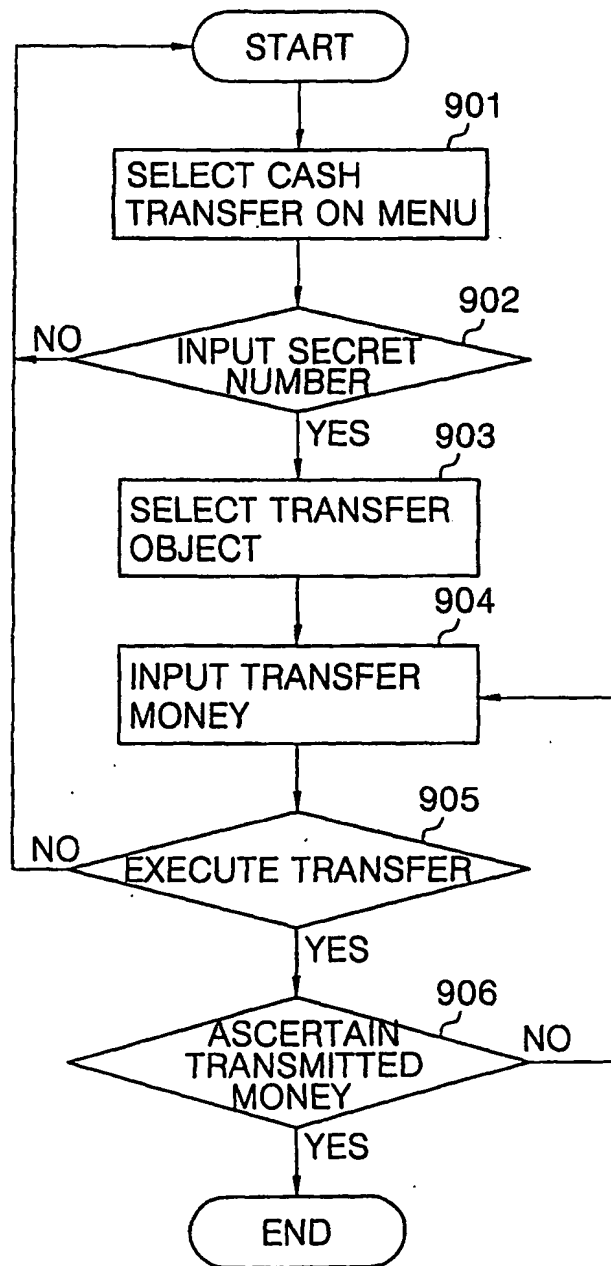 START
901
SELECT CASH
TRANSFER ON MENU
902
NO
INPUT SECRET
NUMBER
YES
903
SELECT TRANSFER
OBJECT
904
INPUT TRANSFER
MONEY
905
NO
EXECUTE TRANSFER
YES
906
ASCERTAIN
TRANSMITTED
MONEY
NO
YES
END